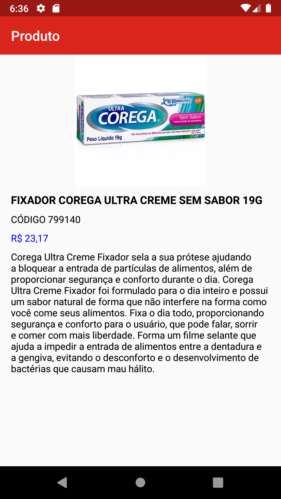 6:36
Produto
ULTRA
COREGA
Sem Sabor
Peso Líquido 19g
FIXADOR COREGA ULTRA CREME SEM SABOR 19G
CÓDIGO 799140
R$ 23,17
Corega Ultra Creme Fixador sela a sua prótese ajudando
a bloquear a entrada de partículas de alimentos, além de
proporcionar segurança e conforto durante o dia. Corega
Ultra Creme Fixador foi formulado para o dia inteiro e possui
um sabor natural de forma que não interfere na forma como
você come seus alimentos. Fixa o dia todo, proporcionando
segurança e conforto para o usuário, que pode falar, sorrir
e comer com mais liberdade. Forma um filme selante que
ajuda a impedir a entrada de alimentos entre a dentadura e
a gengiva, evitando o desconforto e o desenvolvimento de
bactérias que causam mau hálito.